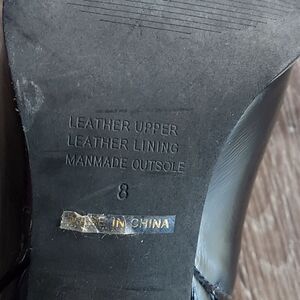 LEATHER UPPER
LEATHER LINING
MANMADE OUTSOLE
8
IN CHINA